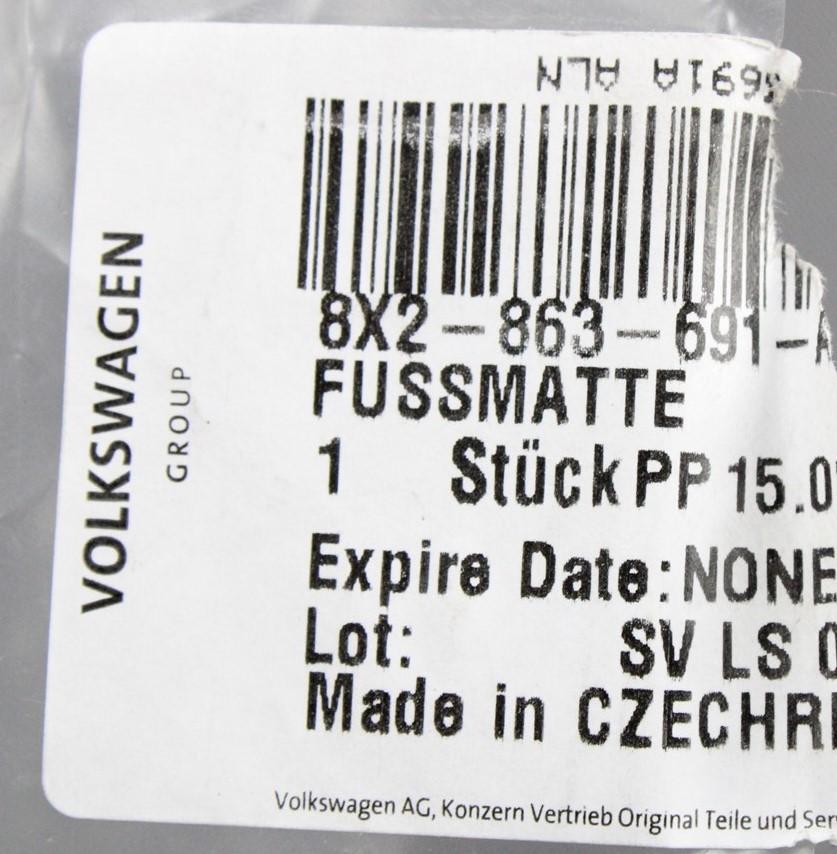 VOLKSWAGEN
GROUP
3691A ALN
8X2-863-691-A
FUSSMATTE
1 Stück PP 15.0
Expire Date: NONE
Lot: SV LS 0
Made in CZECHR
Volkswagen AG, Konzern Vertrieb Original Teile und Ser